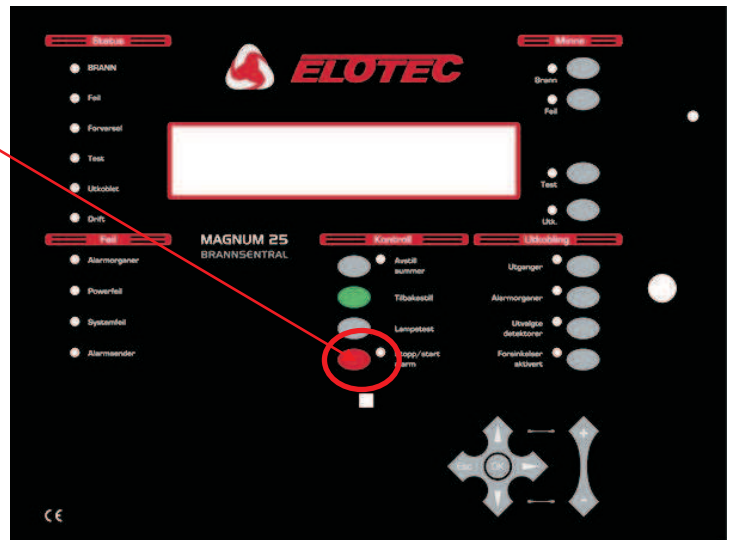 Status
BRANN
Feil
Forvarsel
Test
Utkoblet
Drift
Feil
Alarmorganer
Powerfeil
Systemfeil
Alarmsender
ELOTEC
MAGNUM 25
BRANNSENTRAL
Minne
Brann
Feil
Test
Utk.
Kontroll
Avstill
summer
Tilbakestill
Lampetest
Stopp/start
alarm
Utkobling
Utganger
Alarmorganer
Utvalgte
detektorer
Forsinkelser
aktivert
ESC
OK
+
-
CE